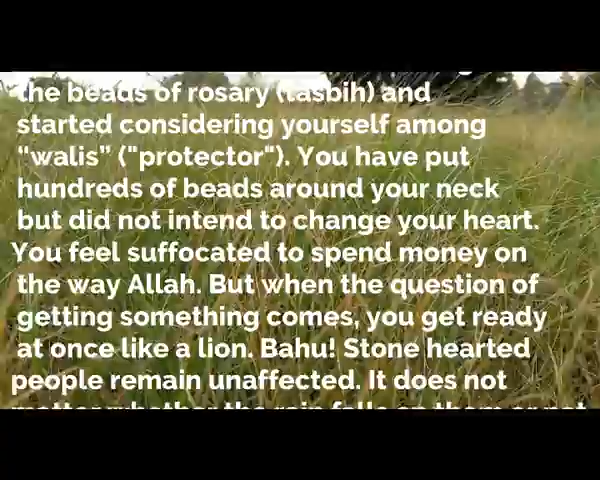 the beads of rosary (tasbih) and
started considering yourself among
“walis” ("protector"). You have put
hundreds of beads around your neck
but did not intend to change your heart.
You feel suffocated to spend money on
the way Allah. But when the question of
getting something comes, you get ready
at once like a lion. Bahu! Stone hearted
people remain unaffected. It does not
matter whether the rain falls on them or not